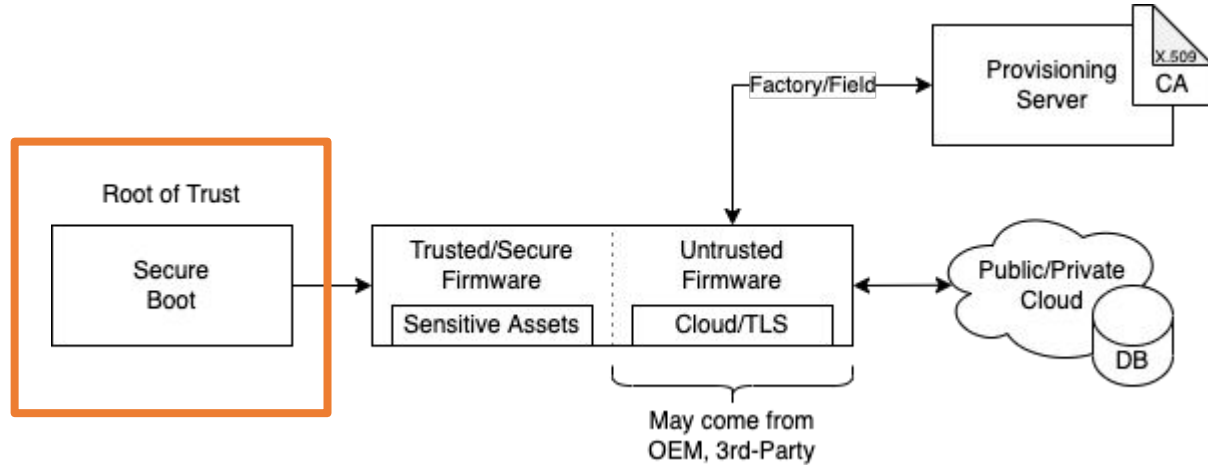 X.509
CA
Provisioning
Server
Factory/Field
Root of Trust
Secure
Boot
Trusted/Secure
Firmware
Sensitive Assets
Untrusted
Firmware
Cloud/TLS
Public/Private
Cloud
DB
May come from
OEM, 3rd-Party